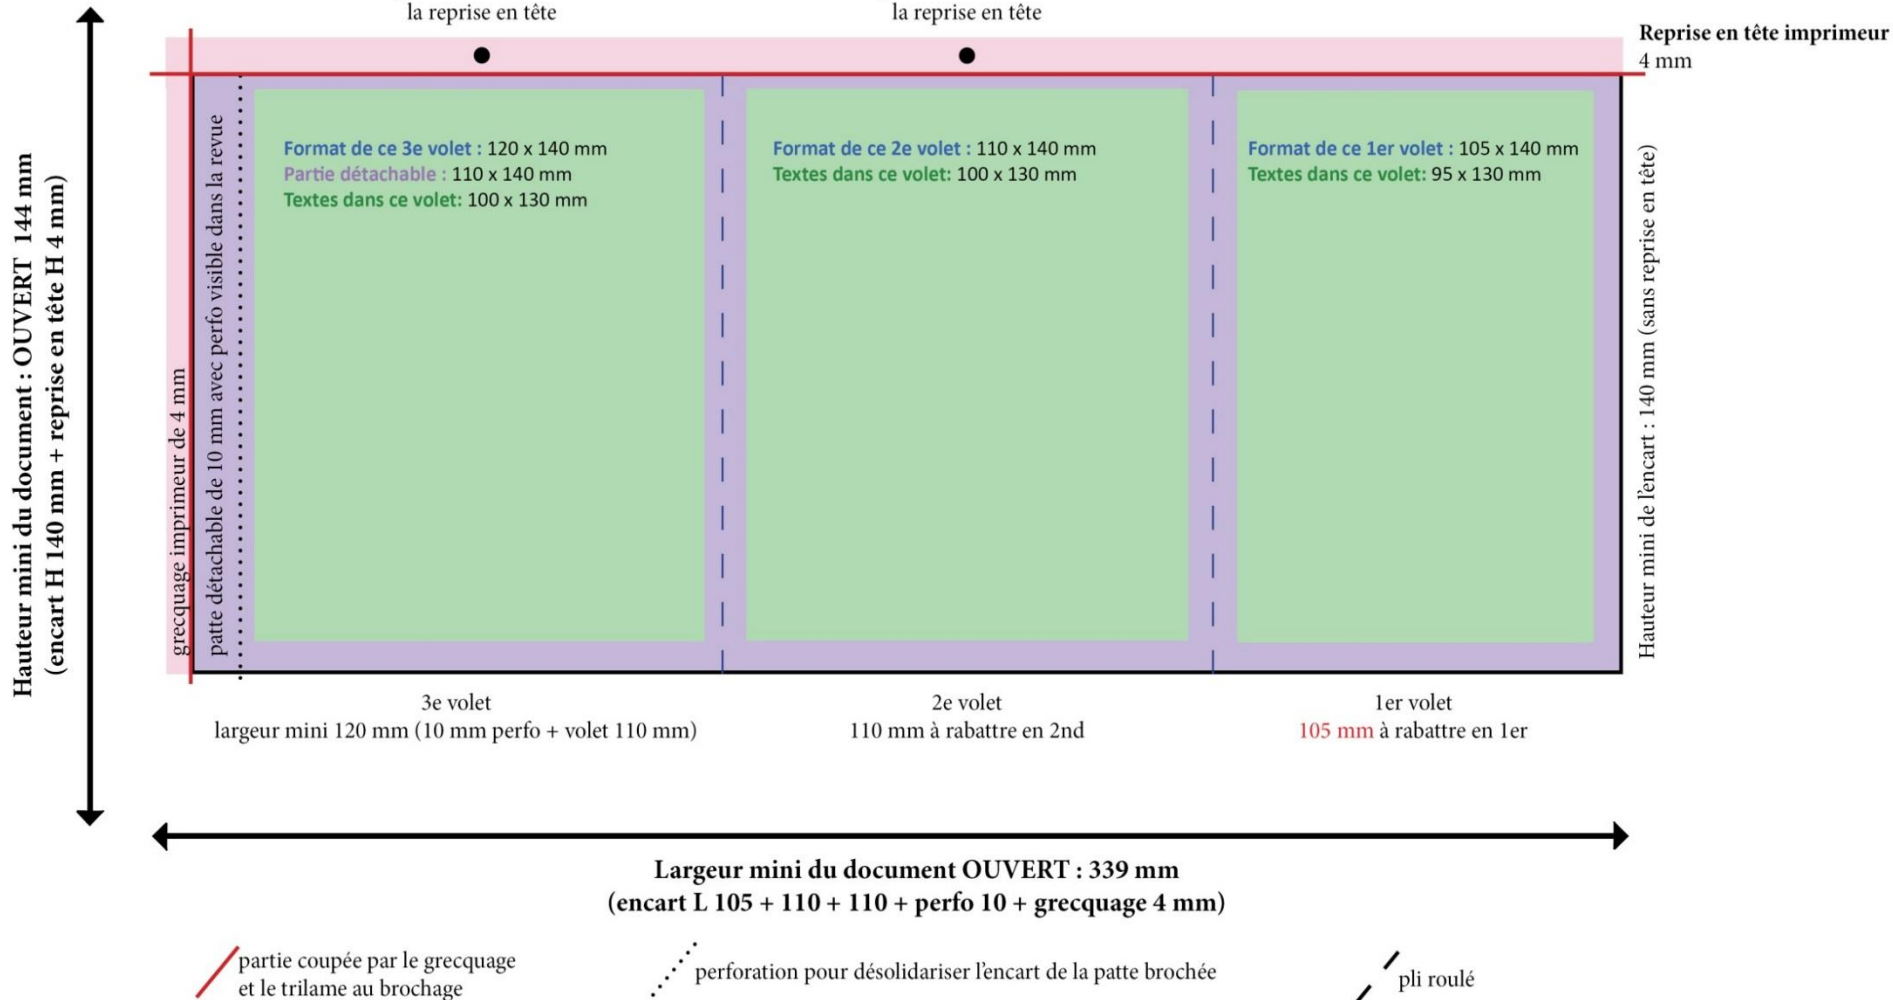 la reprise en tête
la reprise en tête
Reprise en tête imprimeur
4 mm
Hauteur mini du document : OUVERT 144 mm
(encart H 140 mm + reprise en tête H 4 mm)
grecquage imprimeur de 4 mm
patte détachable de 10 mm avec perfo visible dans la revue
Format de ce 3e volet : 120 x 140 mm
Partie détachable : 110 x 140 mm
Textes dans ce volet: 100 x 130 mm
Format de ce 2e volet : 110 x 140 mm
Textes dans ce volet: 100 x 130 mm
Format de ce 1er volet : 105 x 140 mm
Textes dans ce volet: 95 x 130 mm
Hauteur mini de l'encart : 140 mm (sans reprise en tête)
3e volet
largeur mini 120 mm (10 mm perfo + volet 110 mm)
2e volet
110 mm à rabattre en 2nd
1er volet
105 mm à rabattre en 1er
Largeur mini du document OUVERT : 339 mm
(encart L 105 + 110 + 110 + perfo 10 + grecquage 4 mm)
partie coupée par le grecquage
et le trilame au brochage
perforation pour désolidariser l'encart de la patte brochée
pli roulé